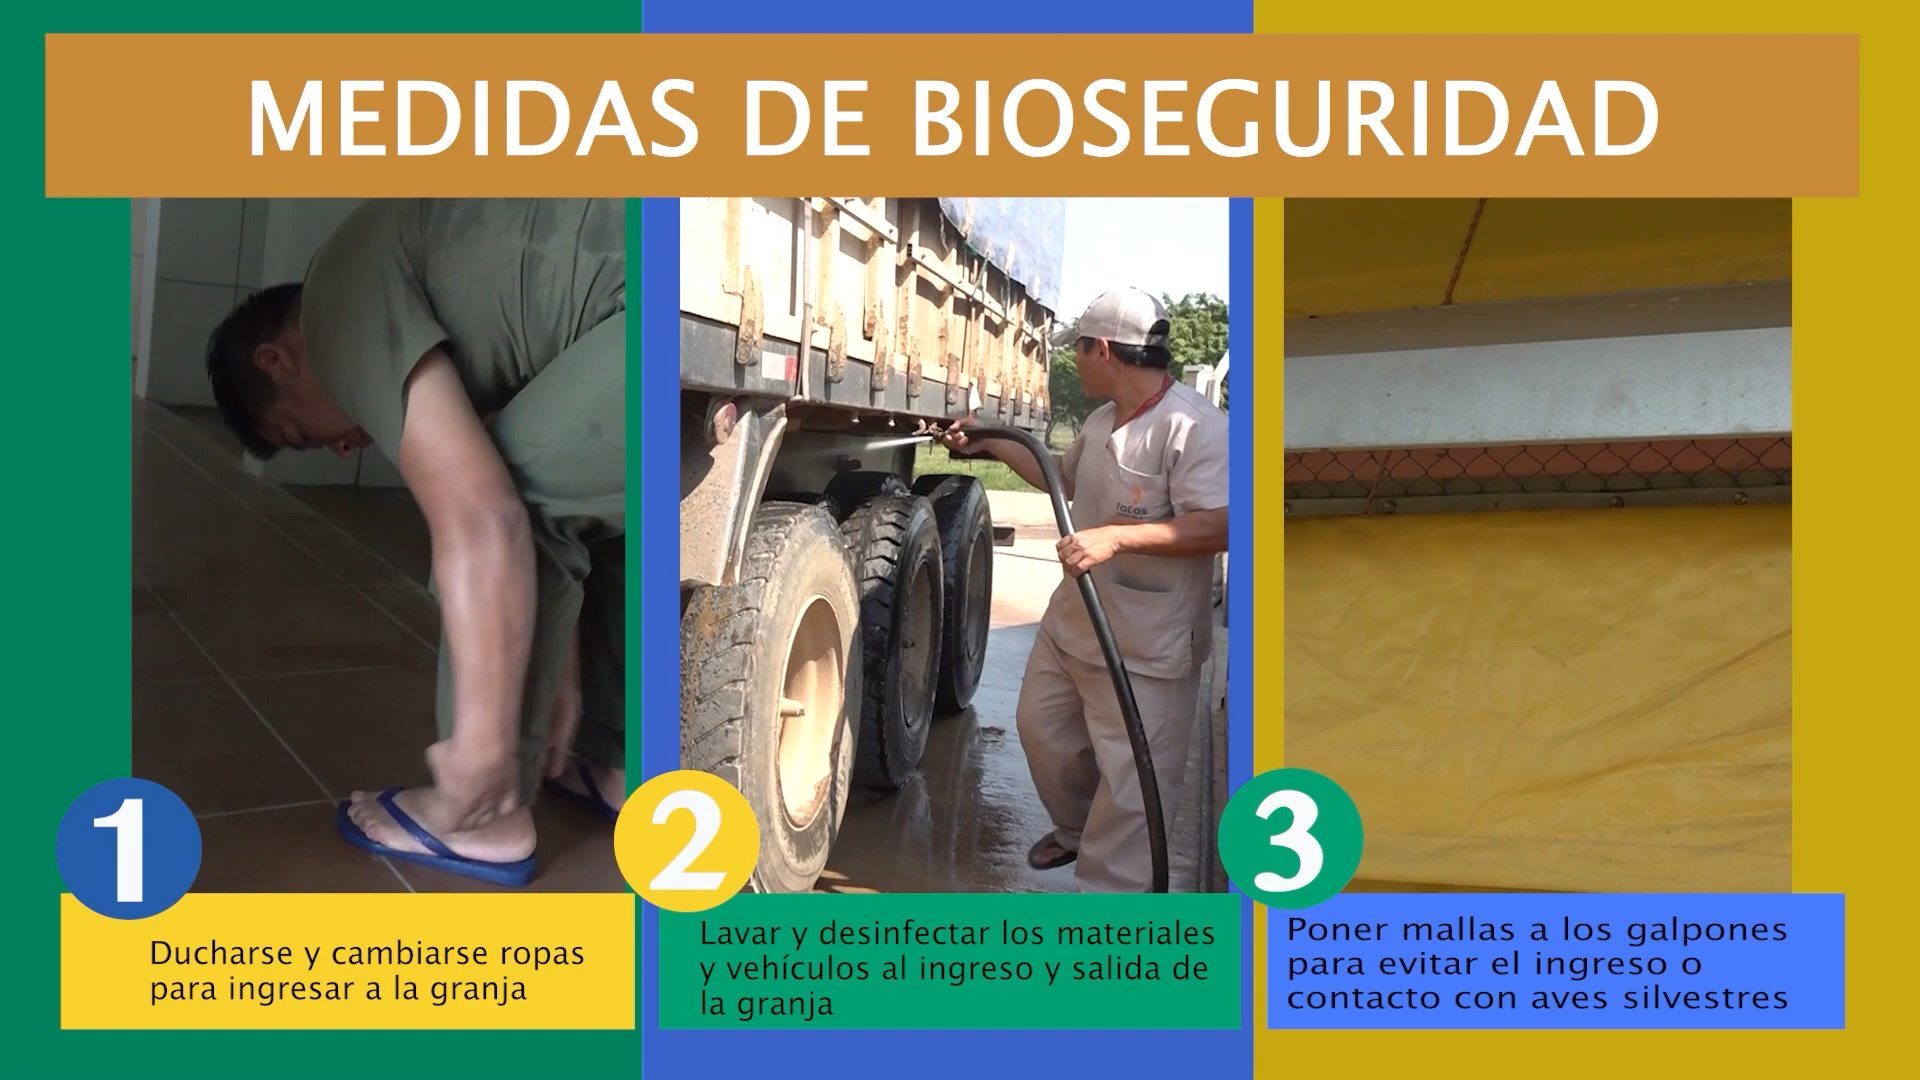 MEDIDAS DE BIOSEGURIDAD
1
Ducharse y cambiarse ropas
para ingresar a la granja
2
Lavar y desinfectar los materiales
y vehículos al ingreso y salida de
la granja
3
Poner mallas a los galpones
para evitar el ingreso o
contacto con aves silvestres